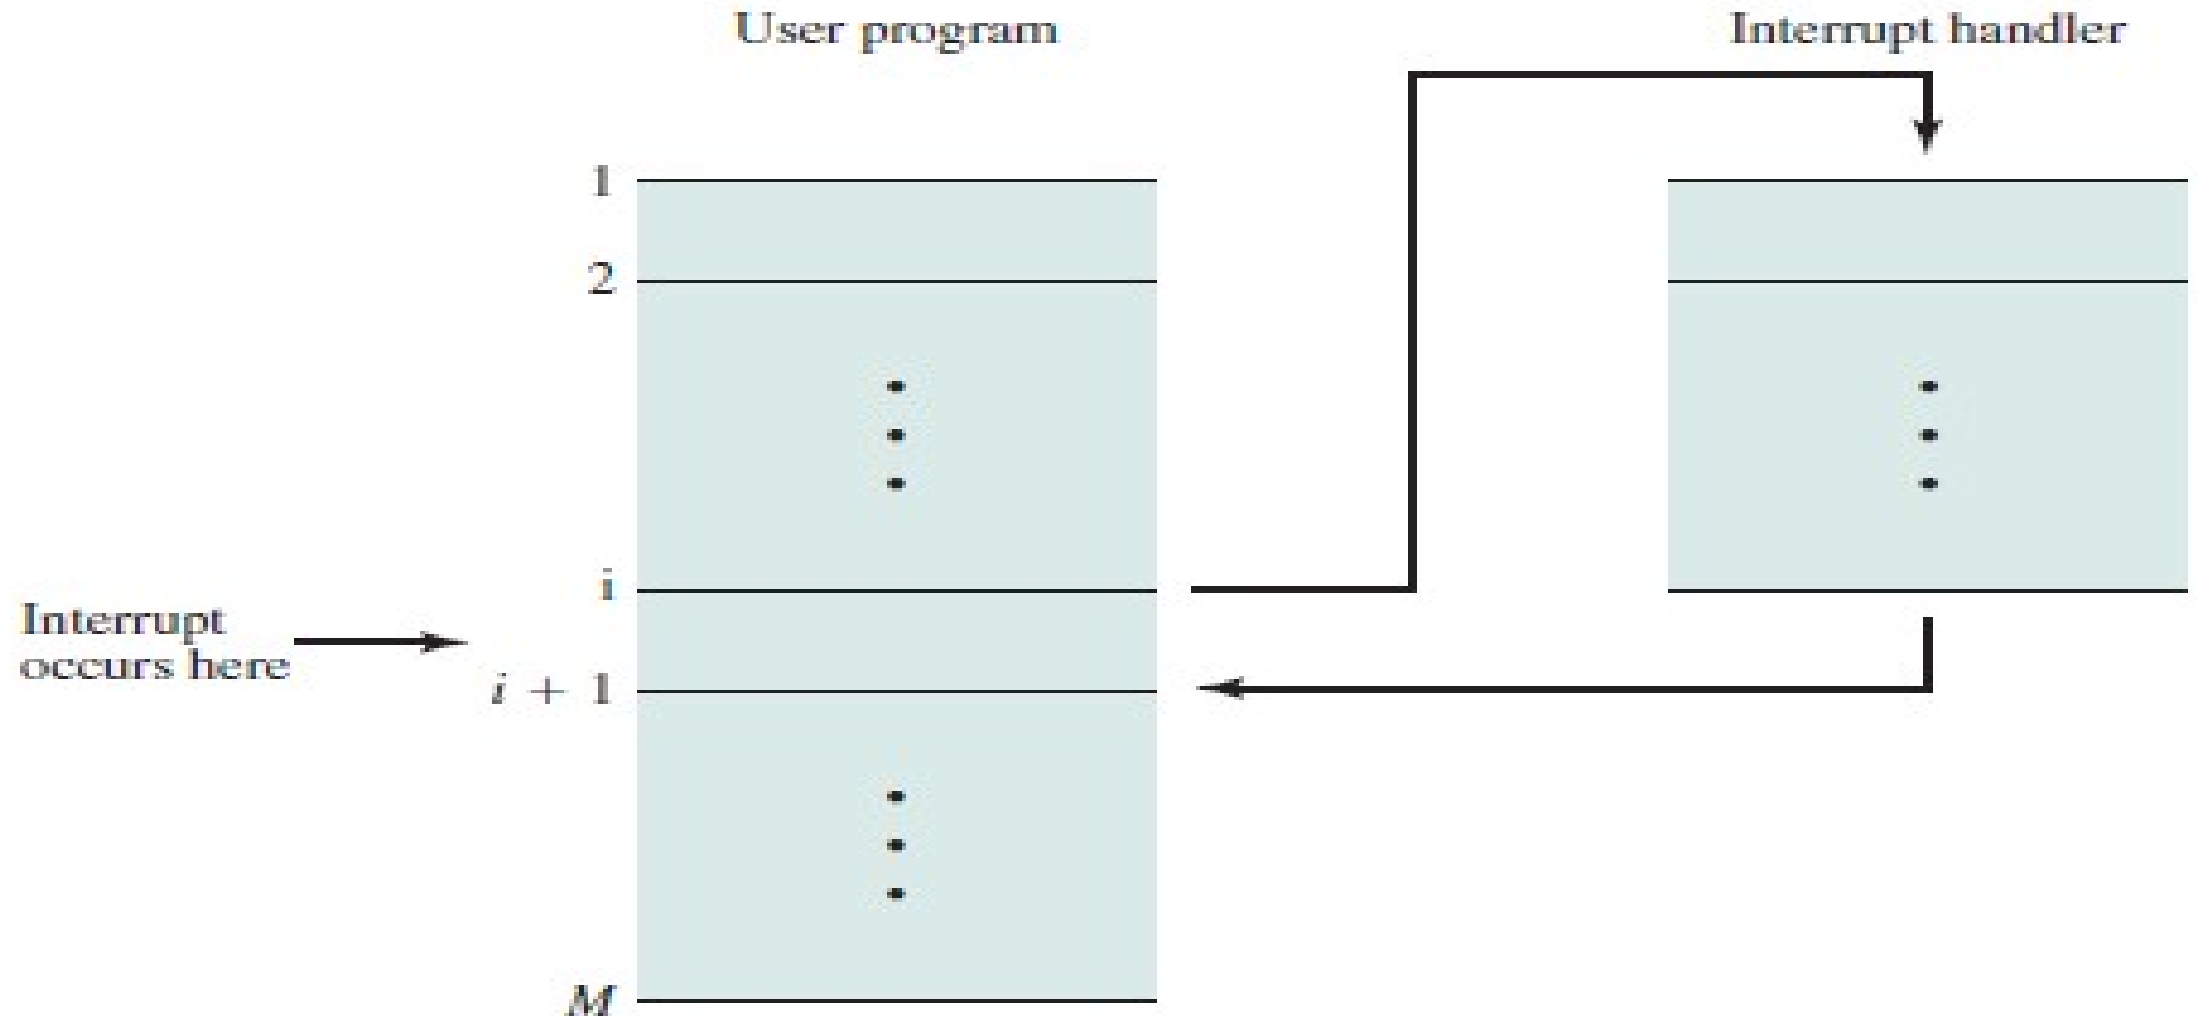 User program
Interrupt handler
1
2
i
Interrupt
occurs here
i + 1
M